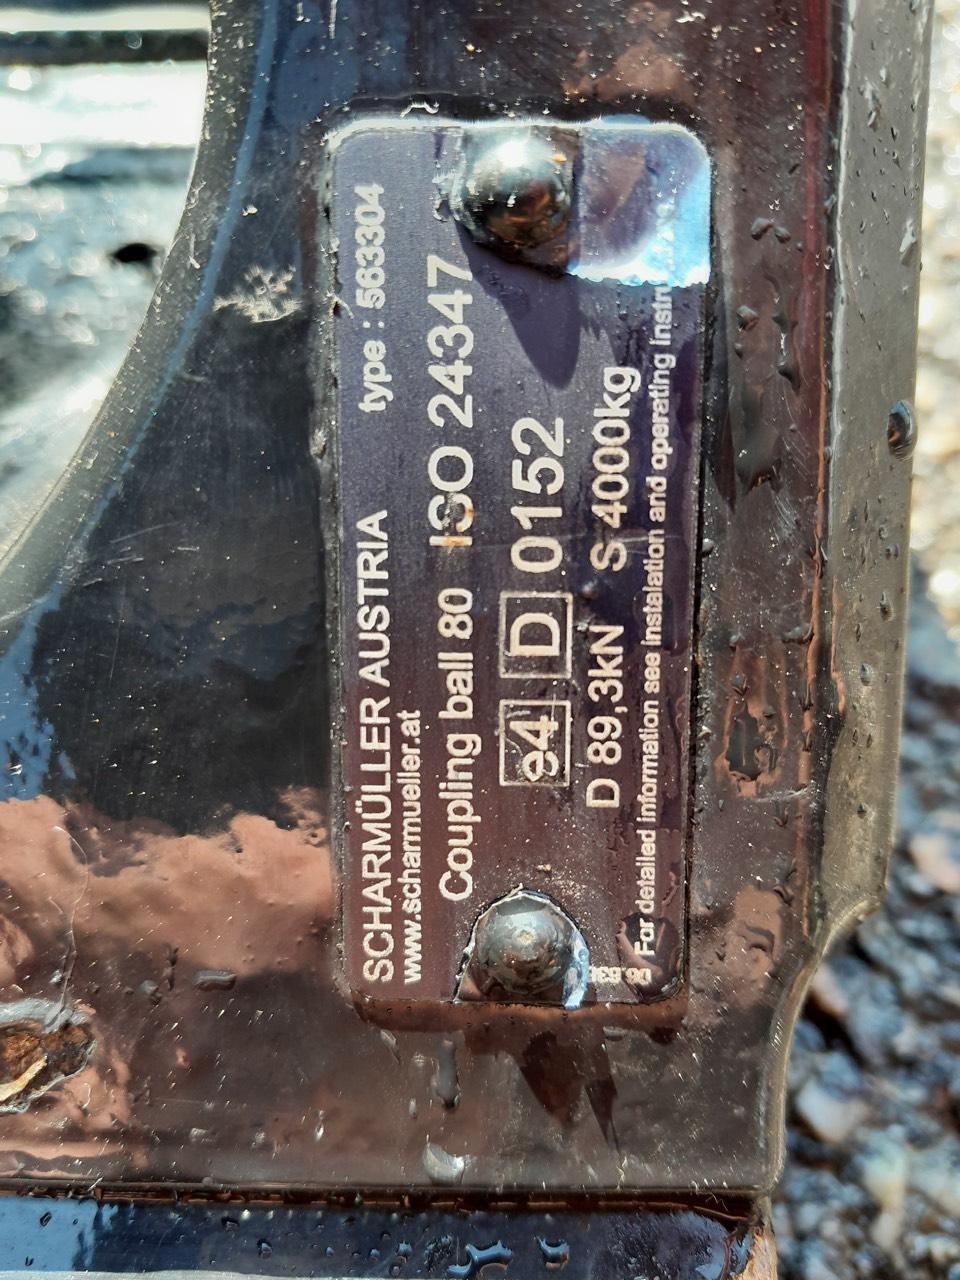 SCHARMÜLLER AUSTRIA type : 563304
www.scharmueller.at
Coupling ball 80 ISO 24347
e4 D 0152
D 89,3kN S 4000kg
For detailed information see instalation and operating